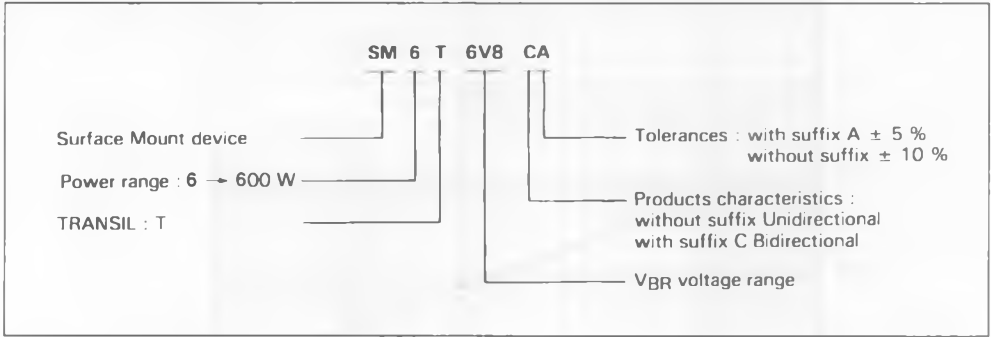 SM 6 T 6V8 CA
Surface Mount device
Power range : 6 → 600 W
TRANSIL : T
Tolerances : with suffix A ± 5 %
without suffix ± 10 %
Products characteristics :
without suffix Unidirectional
with suffix C Bidirectional
VBR voltage range